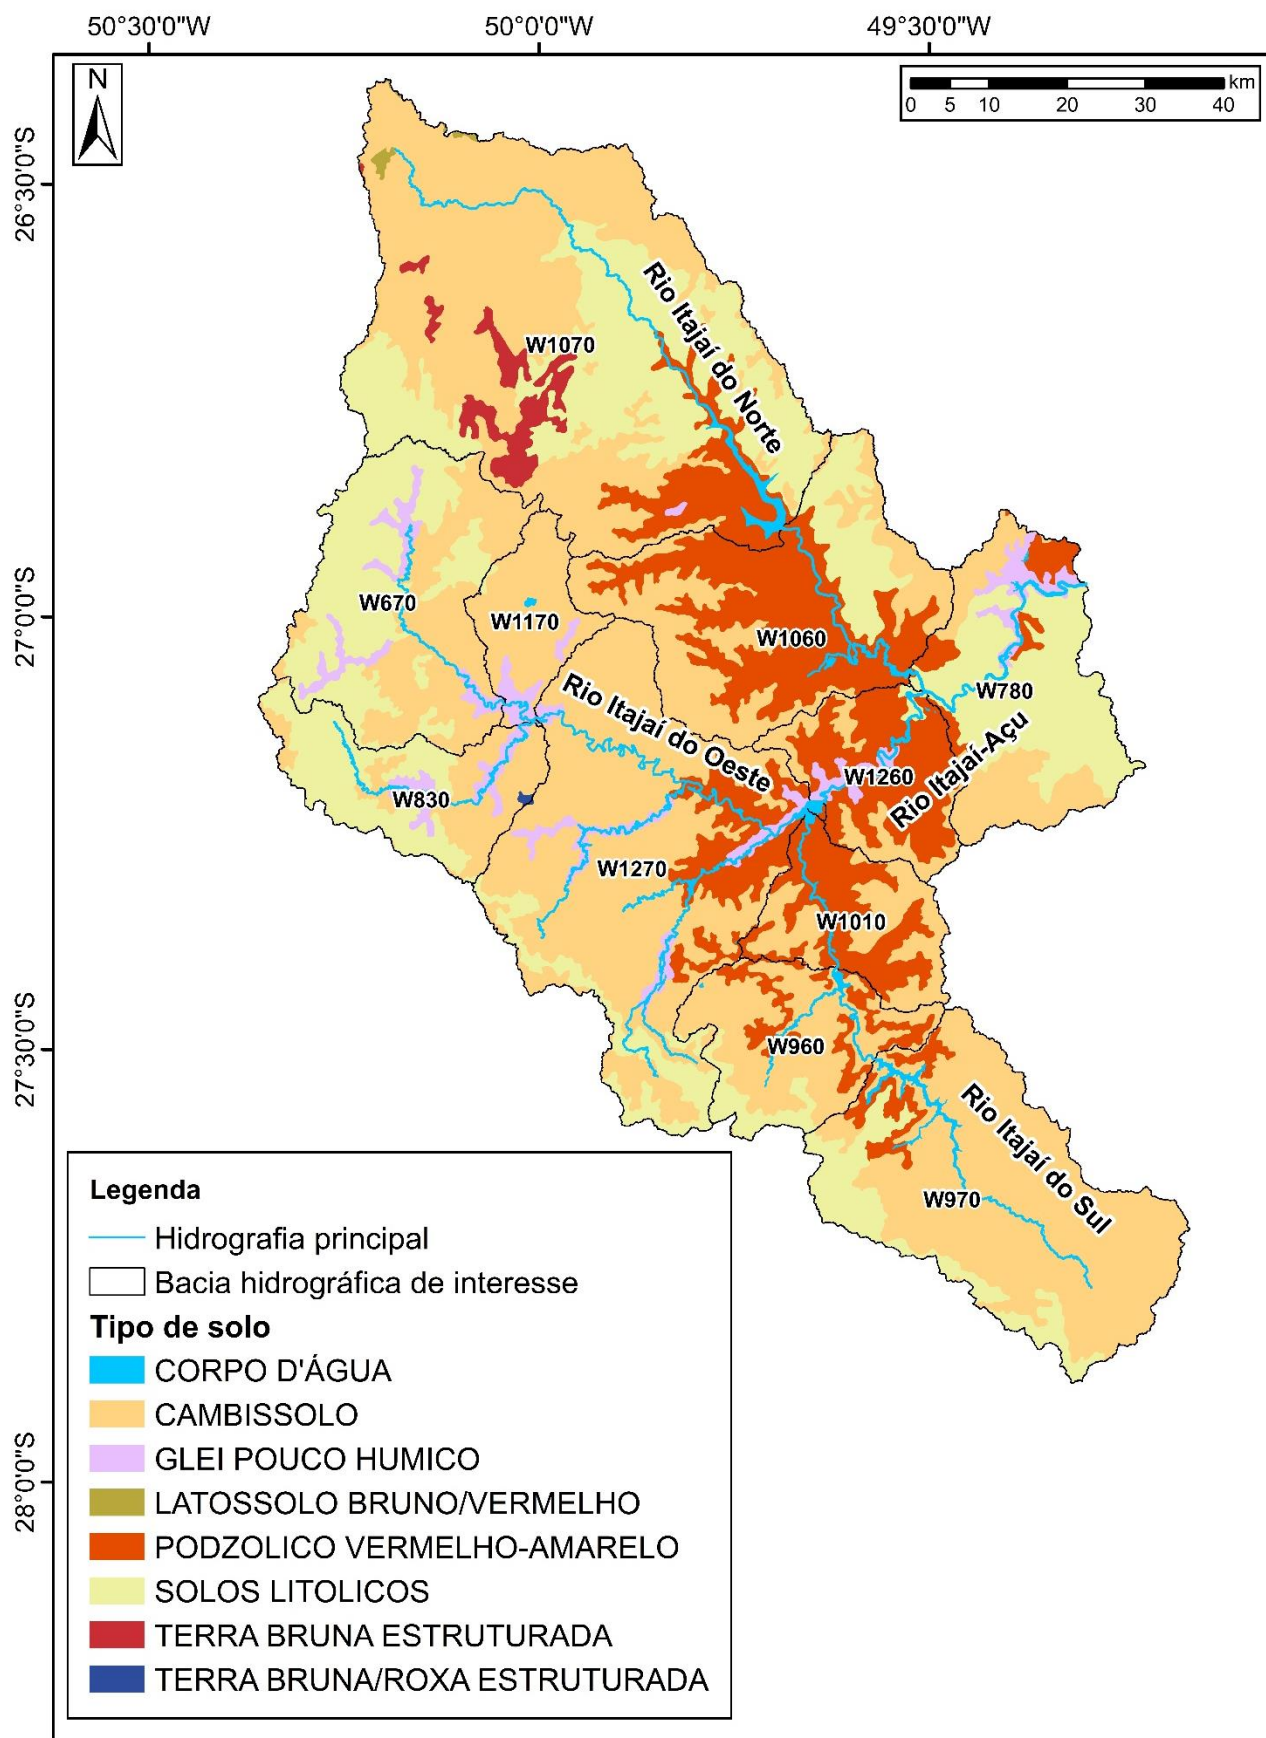 50°30'0"W 50°0'0"W 49°30'0"W
N
km
0 5 10 20 30 40
26°30'0"S
27°0'0"S
27°30'0"S
28°0'0"S
Rio Itajaí do Norte
W1070
W670
W1170
W1060
W780
Rio Itajaí do Oeste
Rio Itajaí-Açu
W1260
W830
W1270
W1010
W960
Rio Itajaí do Sul
W970
Legenda
Hidrografia principal
Bacia hidrográfica de interesse
Tipo de solo
CORPO D'ÁGUA
CAMBISSOLO
GLEI POUCO HUMICO
LATOSSOLO BRUNO/VERMELHO
PODZOLICO VERMELHO-AMARELO
SOLOS LITOLICOS
TERRA BRUNA ESTRUTURADA
TERRA BRUNA/ROXA ESTRUTURADA